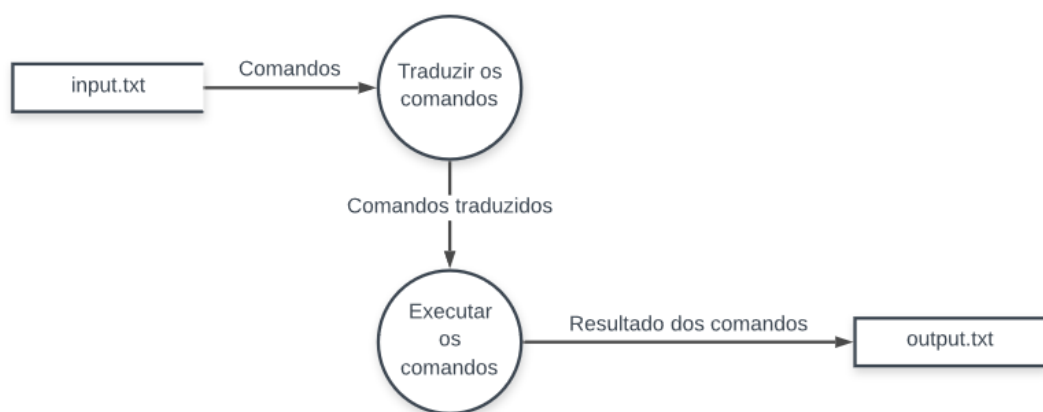 input.txt
Comandos
Traduzir os
comandos
Comandos traduzidos
Executar
os
comandos
Resultado dos comandos
output.txt